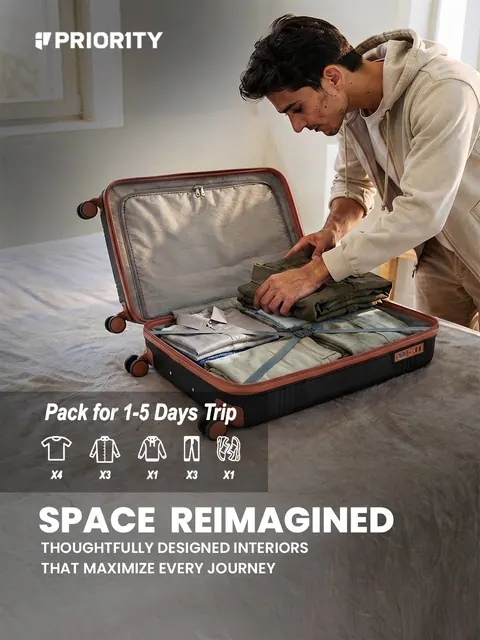 PRIOR1TY
Pack for 1-5 Days Trip
X4 X3 X1 X3 X1
SPACE REIMAGINED
THOUGHTFULLY DESIGNED INTERIORS
THAT MAXIMIZE EVERY JOURNEY